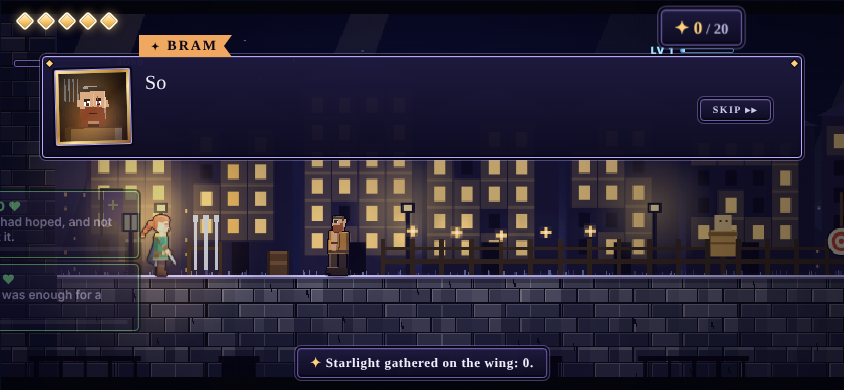 ✦ 0 / 20
✦ BRAM
LV 1
So
SKIP ▸▸
had hoped, and not
it.
was enough for a
✦ Starlight gathered on the wing: 0.